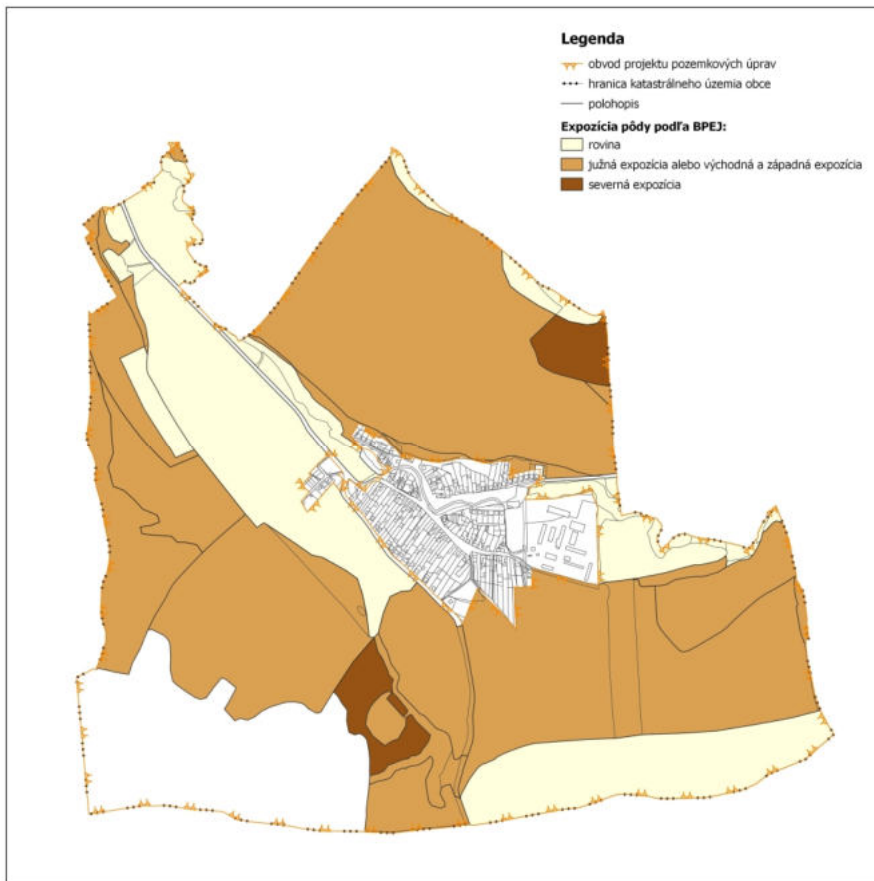 Legenda
obvod projektu pozemkových úprav
hranica katastrálneho územia obce
polohopis
Expozícia pôdy podľa BPEJ:
rovina
južná expozícia alebo východná a západná expozícia
severná expozícia